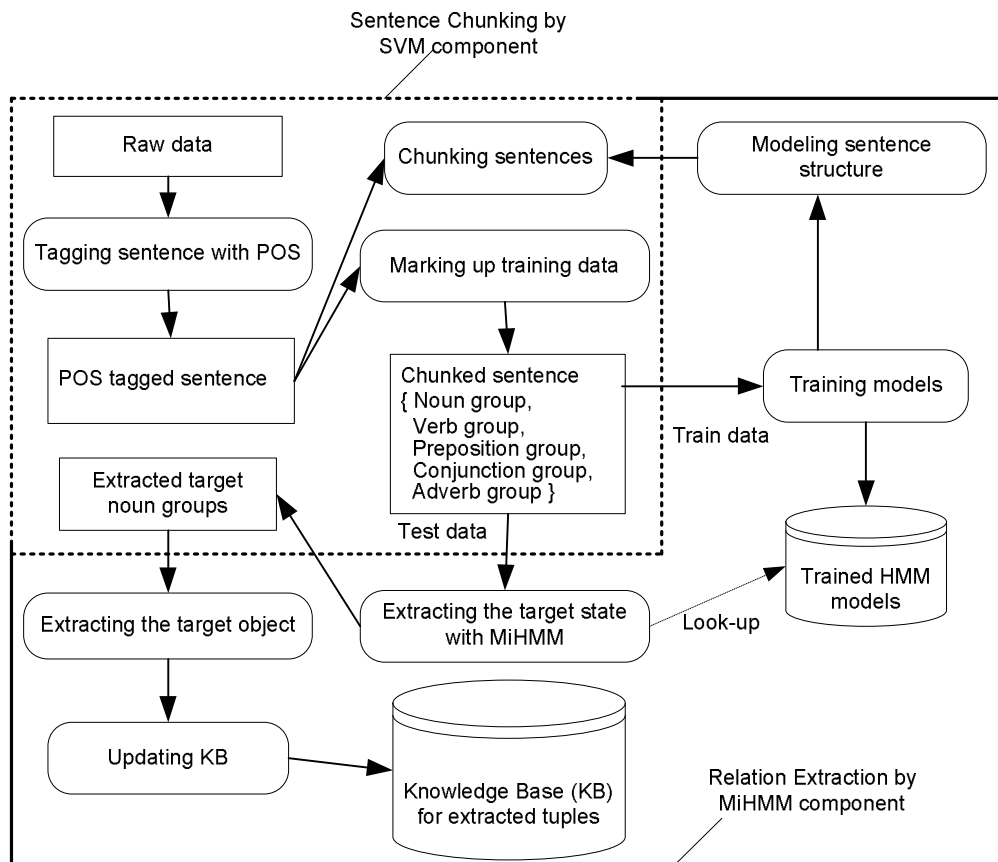 Sentence Chunking by
SVM component
Raw data
Chunking sentences
Modeling sentence
structure
Tagging sentence with POS
Marking up training data
POS tagged sentence
Chunked sentence
{ Noun group,
Verb group,
Preposition group,
Conjunction group,
Adverb group }
Training models
Train data
Extracted target
noun groups
Test data
Trained HMM
models
Extracting the target object
Extracting the target state
with MiHMM
Look-up
Updating KB
Knowledge Base (KB)
for extracted tuples
Relation Extraction by
MiHMM component